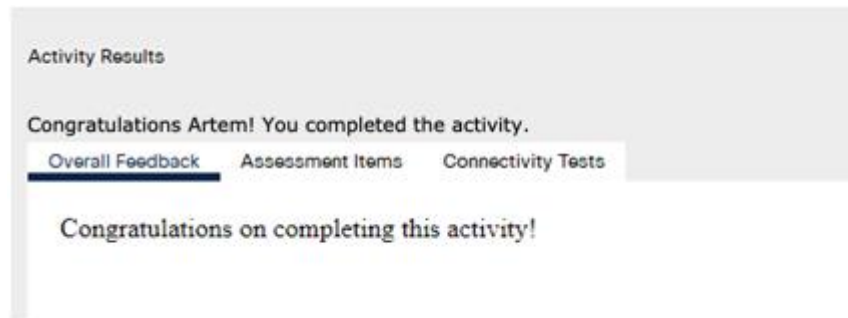 Activity Results
Congratulations Artem! You completed the activity.
Overall Feedback Assessment Items Connectivity Tests
Congratulations on completing this activity!